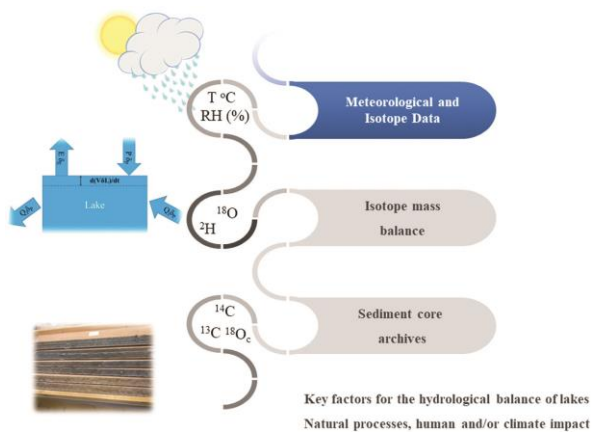 T °C
RH (%)
Meteorological and
Isotope Data
d(VδL)/dt
Lake
¹⁸O
²H
Isotope mass
balance
¹⁴C
¹³C ¹⁸Oc
Sediment core
archives
Key factors for the hydrological balance of lakes
Natural processes, human and/or climate impact